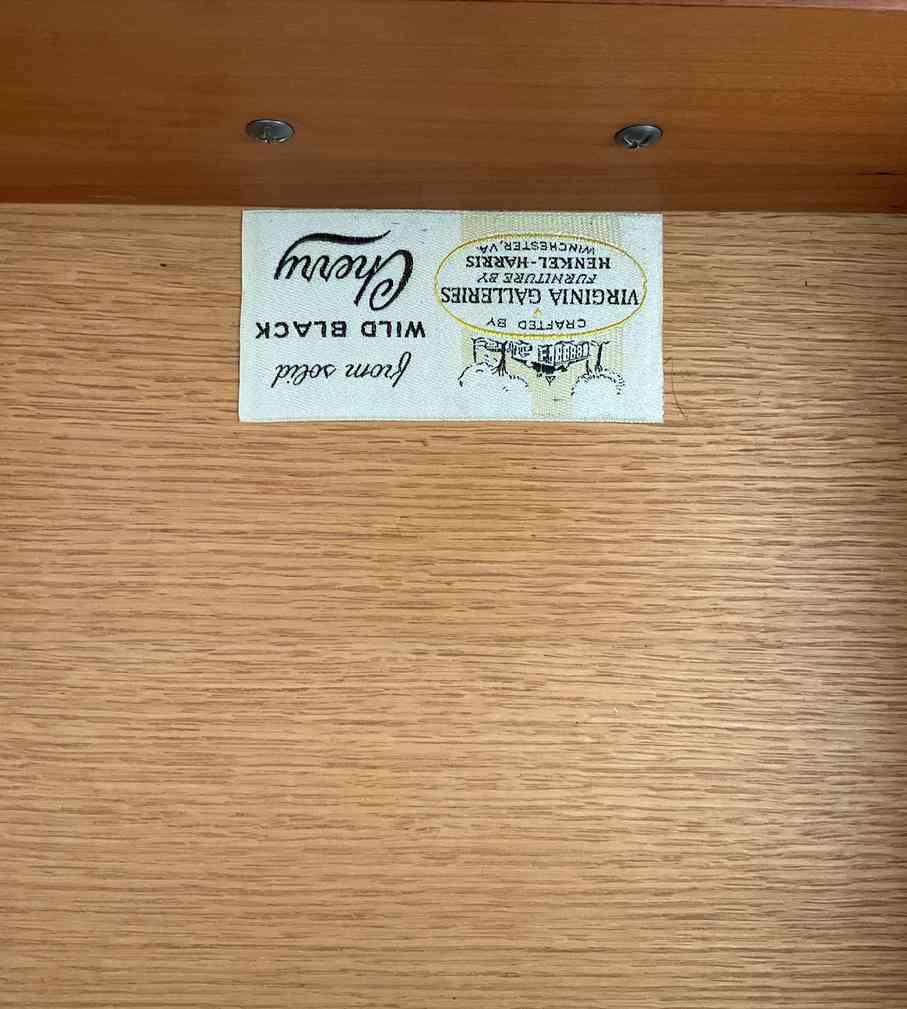 CRAFTED BY
VIRGINIA GALLERIES
FURNITURE BY
HENKEL-HARRIS
WINCHESTER, VA.
from solid
WILD BLACK
Cherry